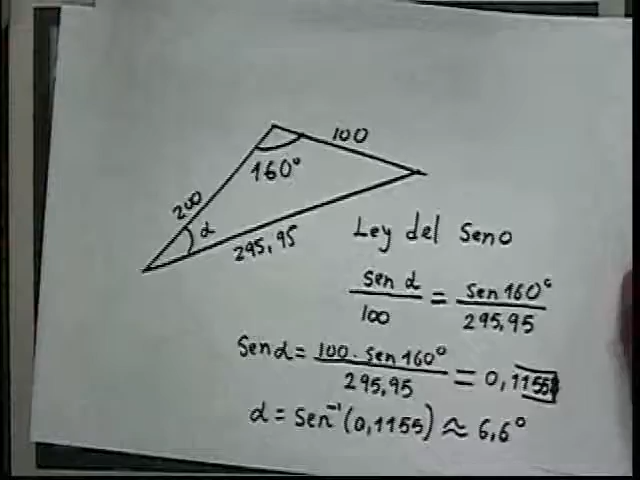 100
160°
200
α
295,95
Ley del Seno
sen α / 100 = sen 160° / 295,95
Sen α = 100 · sen 160° / 295,95 = 0,1155
α = sen⁻¹(0,1155) ≈ 6,6°